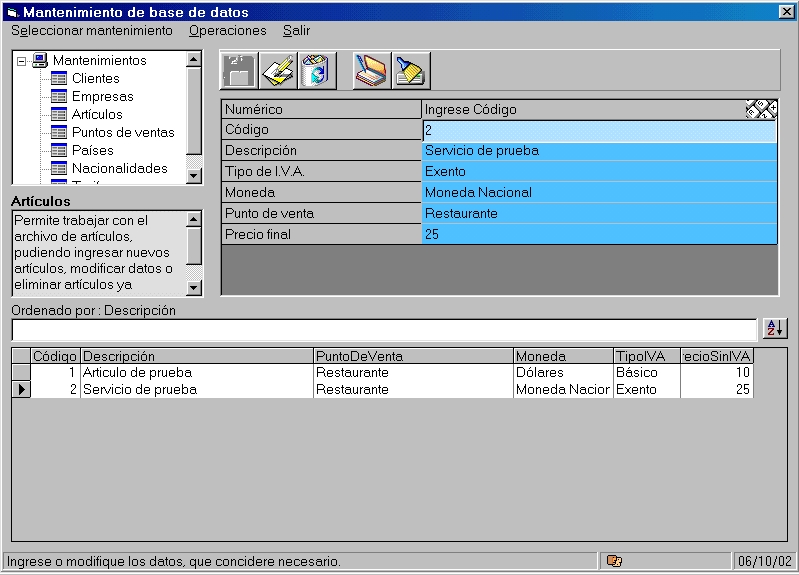 Mantenimiento de base de datos
Seleccionar mantenimiento Operaciones Salir
Mantenimientos
Clientes
Empresas
Artículos
Puntos de ventas
Países
Nacionalidades
Artículos
Permite trabajar con el
archivo de artículos,
pudiendo ingresar nuevos
artículos, modificar datos o
eliminar artículos ya
Numérico Ingrese Código
Código 2
Descripción Servicio de prueba
Tipo de I.V.A. Exento
Moneda Moneda Nacional
Punto de venta Restaurante
Precio final 25
Ordenado por : Descripción
Código Descripción PuntoDeVenta Moneda TipoIVA ecioSinIVA
1 Articulo de prueba Restaurante Dólares Básico 10
2 Servicio de prueba Restaurante Moneda Nacior Exento 25
Ingrese o modifique los datos, que concidere necesario. 06/10/02